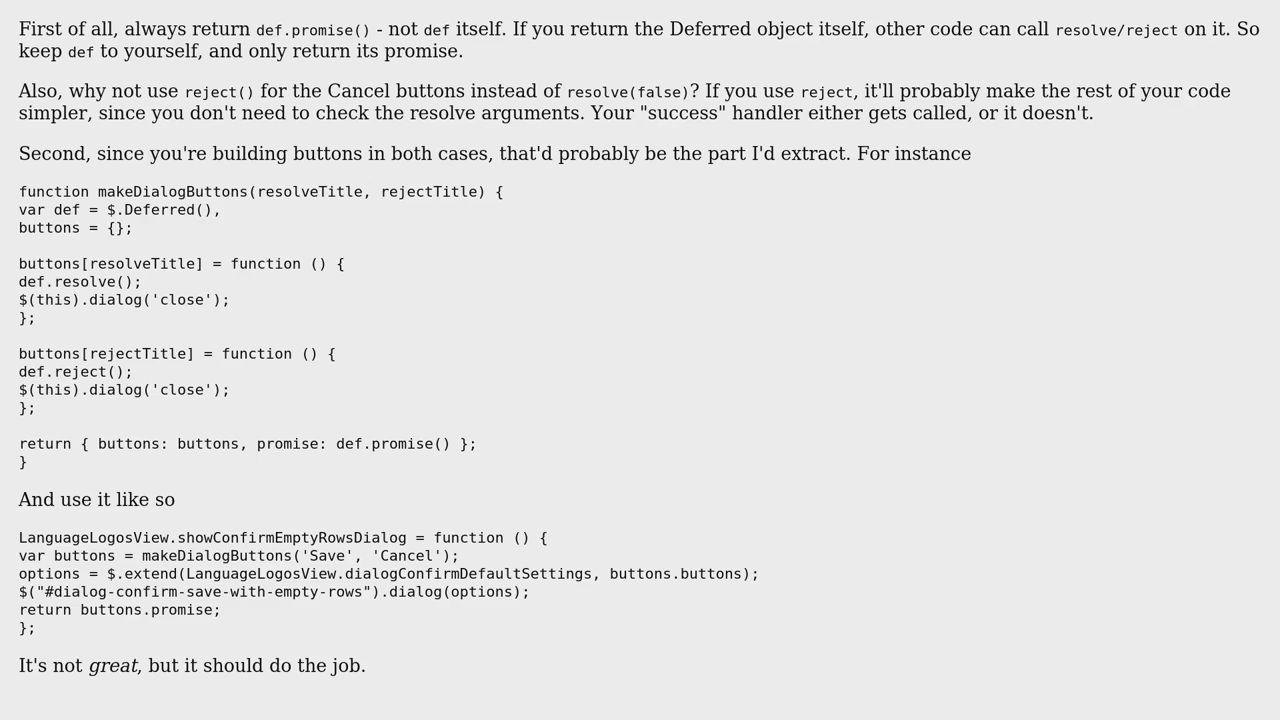 First of all, always return def.promise() - not def itself. If you return the Deferred object itself, other code can call resolve/reject on it. So
keep def to yourself, and only return its promise.
Also, why not use reject() for the Cancel buttons instead of resolve(false)? If you use reject, it'll probably make the rest of your code
simpler, since you don't need to check the resolve arguments. Your "success" handler either gets called, or it doesn't.
Second, since you're building buttons in both cases, that'd probably be the part I'd extract. For instance
function makeDialogButtons(resolveTitle, rejectTitle) {
var def = $.Deferred(),
buttons = {};
buttons[resolveTitle] = function () {
def.resolve();
$(this).dialog('close');
};
buttons[rejectTitle] = function () {
def.reject();
$(this).dialog('close');
};
return { buttons: buttons, promise: def.promise() };
}
And use it like so
LanguageLogosView.showConfirmEmptyRowsDialog = function () {
var buttons = makeDialogButtons('Save', 'Cancel');
options = $.extend(LanguageLogosView.dialogConfirmDefaultSettings, buttons.buttons);
$("#dialog-confirm-save-with-empty-rows").dialog(options);
return buttons.promise;
};
It's not great, but it should do the job.